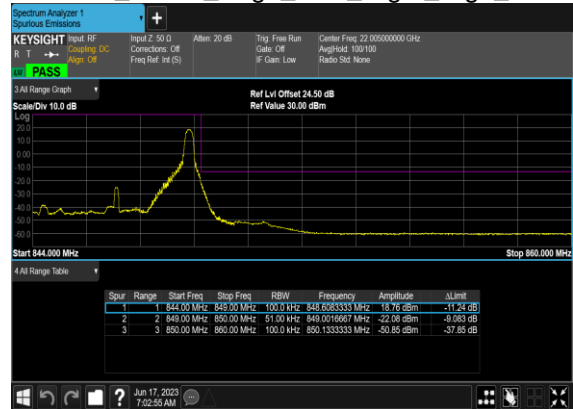 Spectrum Analyzer 1
Spurious Emissions
KEYSIGHT Input: RF Input Z: 50 Ω Atten: 20 dB Trig: Free Run Center Freq: 22.005000000 GHz
R T Coupling: DC Corrections: Off Gate: Off Avg|Hold: 100/100
Align: Off Freq Ref: Int (S) IF Gain: Low Radio Std: None
PASS
3 All Range Graph
Ref Lvl Offset 24.50 dB
Scale/Div 10.0 dB Ref Value 30.00 dBm
Log
20.0
10.0
0.00
-10.0
-20.0
-30.0
-40.0
-50.0
-60.0
Start 844.000 MHz Stop 860.000 MHz
4 All Range Table
Spur Range Start Freq Stop Freq RBW Frequency Amplitude ΔLimit
1 1 844.00 MHz 849.00 MHz 100.0 kHz 848.6083333 MHz 18.76 dBm -11.24 dB
2 2 849.00 MHz 850.00 MHz 51.00 kHz 849.0016667 MHz -22.08 dBm -9.083 dB
3 3 850.00 MHz 860.00 MHz 100.0 kHz 850.1333333 MHz -50.85 dBm -37.85 dB
? Jun 17, 2023
7:02:55 AM